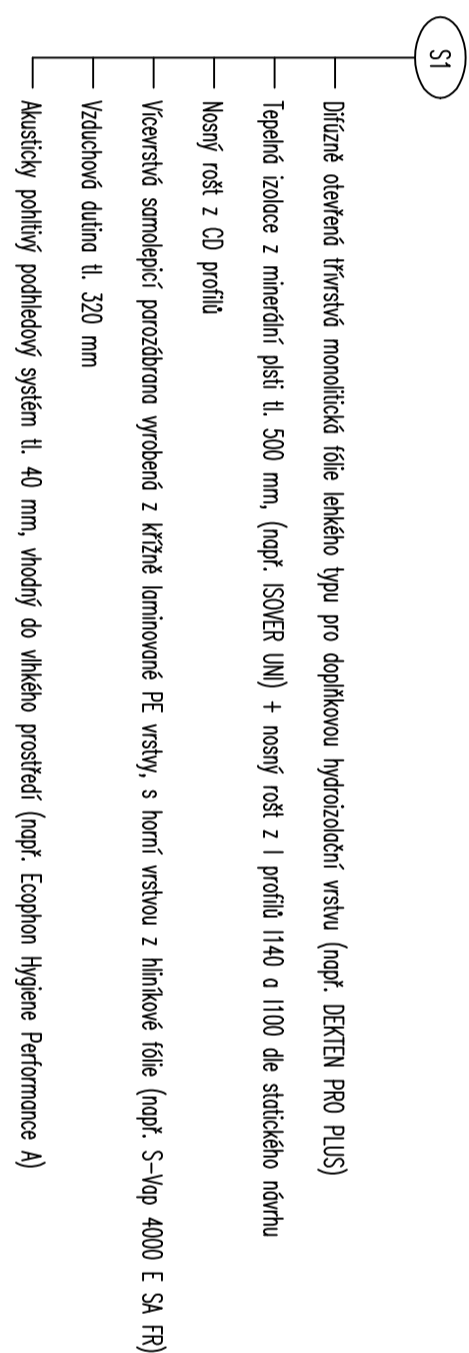 S1
Difúzně otevřená třívrstvá monolitická fólie lehkého typu pro doplňkovou hydroizolační vrstvu (např. DEKTEN PRO PLUS)
Tepelná izolace z minerální plsti tl. 500 mm, (např. ISOVER UNI) + nosný rošt z I profilů I140 a I100 dle statického návrhu
Nosný rošt z CD profilů
Vícevrstvá samolepicí parozábrana vyrobená z křížně laminované PE vrstvy, s horní vrstvou z hliníkové fólie (např. S-Vap 4000 E SA FR)
Vzduchová dutina tl. 320 mm
Akusticky pohltivý podhledový systém tl. 40 mm, vhodný do vlhkého prostředí (např. Ecophon Hygiene Performance A)